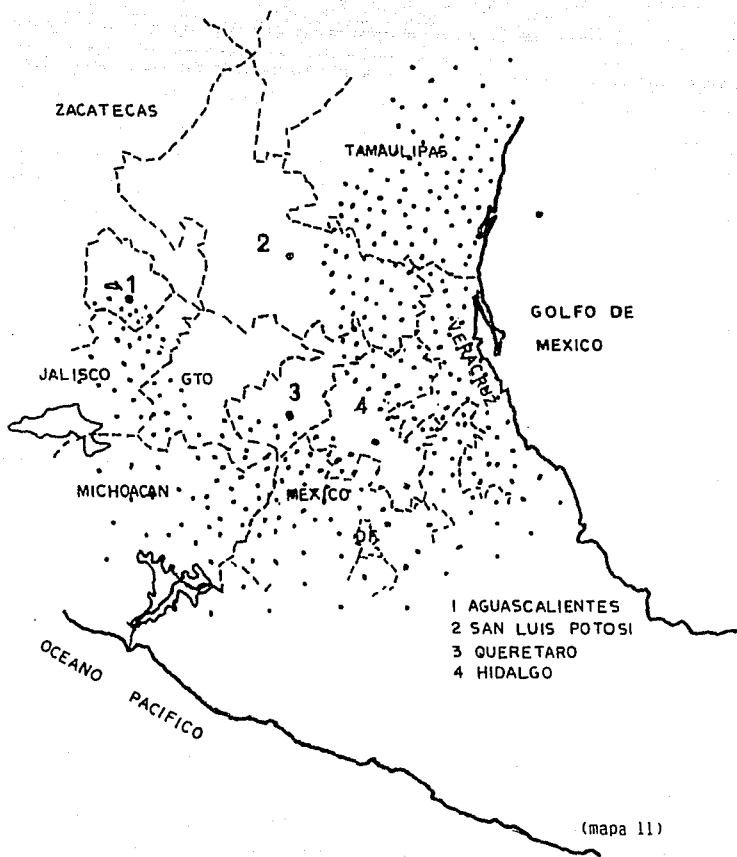 ZACATECAS
TAMAULIPAS
2
1
GOLFO DE
MEXICO
VERACRUZ
JALISCO
GTO
3
4
MICHOACAN
MEXICO
DF
1 AGUASCALIENTES
2 SAN LUIS POTOSI
3 QUERETARO
4 HIDALGO
OCEANO PACIFICO
(mapa 11)